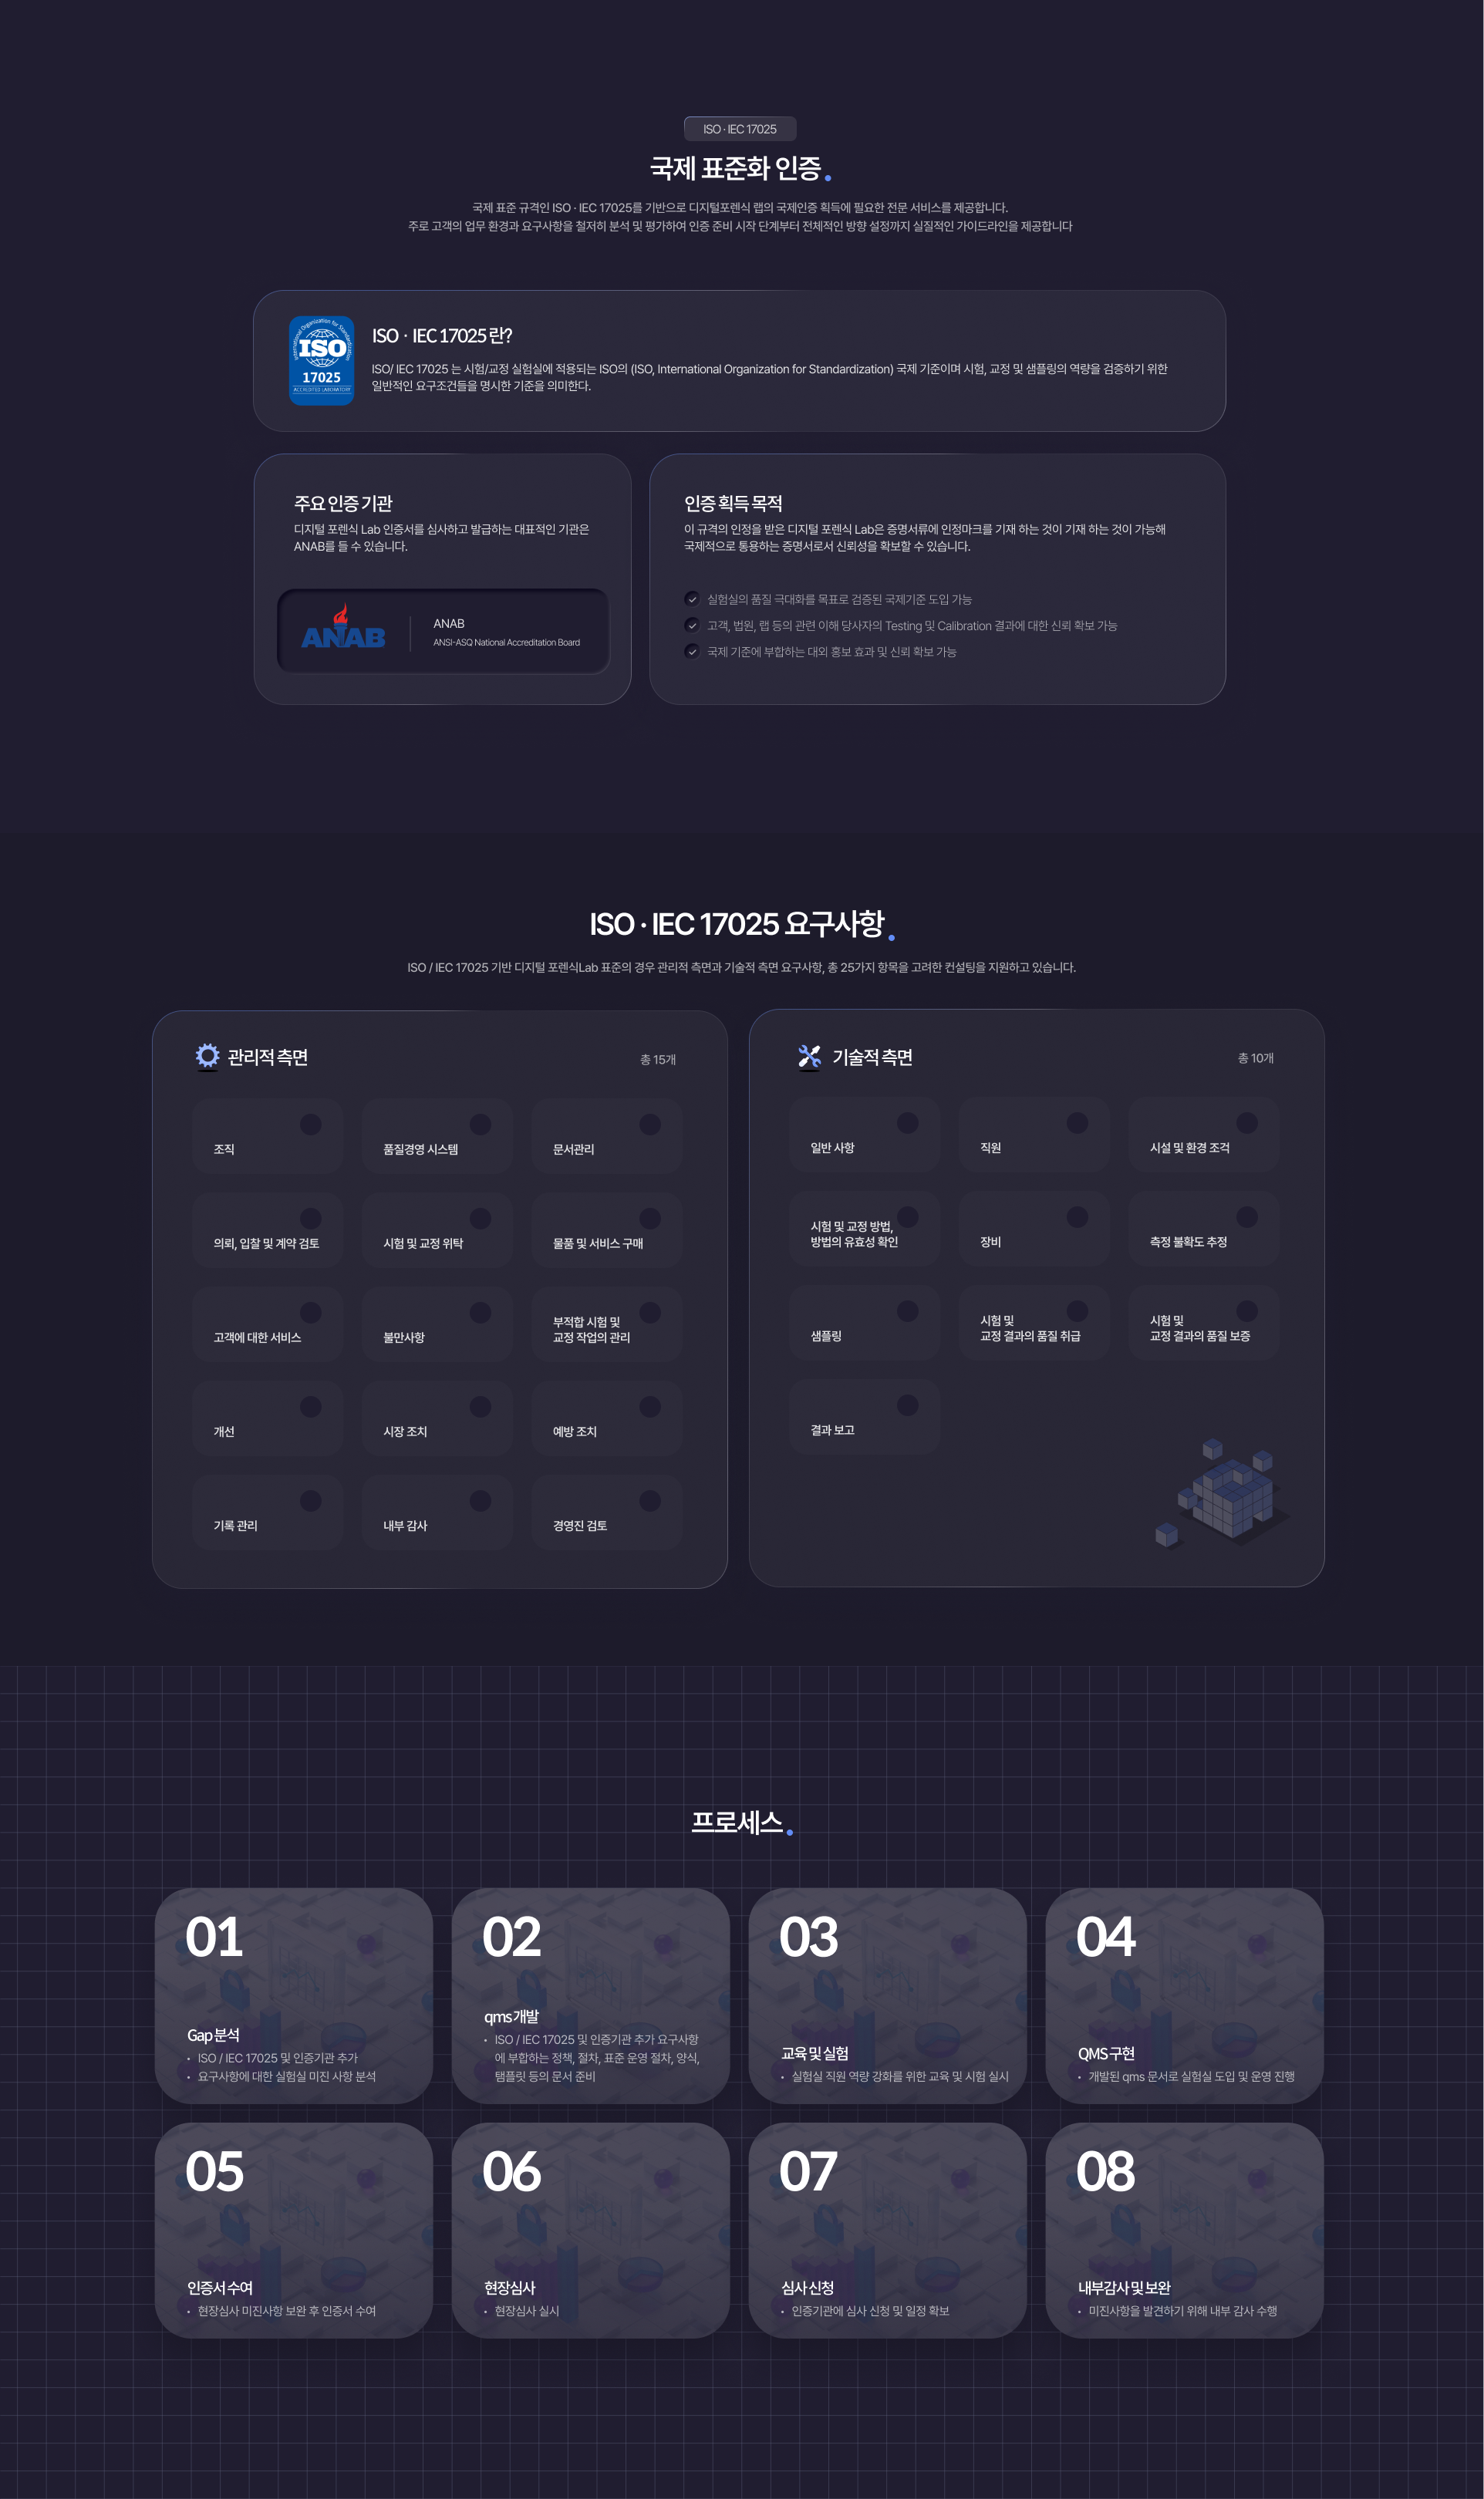 ISO · IEC 17025
국제 표준화 인증.
국제 표준 규격인 ISO · IEC 17025를 기반으로 디지털포렌식 랩의 국제인증 획득에 필요한 전문 서비스를 제공합니다.
주로 고객의 업무 환경과 요구사항을 철저히 분석 및 평가하여 인증 준비 시작 단계부터 전체적인 방향 설정까지 실질적인 가이드라인을 제공합니다
International Organization for Standardization
ISO
17025
ACCREDITED LABORATORY
ISO · IEC 17025 란?
ISO/ IEC 17025 는 시험/교정 실험실에 적용되는 ISO의 (ISO, International Organization for Standardization) 국제 기준이며 시험, 교정 및 샘플링의 역량을 검증하기 위한
일반적인 요구조건들을 명시한 기준을 의미한다.
주요 인증 기관
디지털 포렌식 Lab 인증서를 심사하고 발급하는 대표적인 기관은
ANAB를 들 수 있습니다.
ANAB
ANAB
ANSI-ASQ National Accreditation Board
인증 획득 목적
이 규격의 인정을 받은 디지털 포렌식 Lab은 증명서류에 인정마크를 기재 하는 것이 기재 하는 것이 가능해
국제적으로 통용하는 증명서로서 신뢰성을 확보할 수 있습니다.
실험실의 품질 극대화를 목표로 검증된 국제기준 도입 가능
고객, 법원, 랩 등의 관련 이해 당사자의 Testing 및 Calibration 결과에 대한 신뢰 확보 가능
국제 기준에 부합하는 대외 홍보 효과 및 신뢰 확보 가능
ISO · IEC 17025 요구사항.
ISO / IEC 17025 기반 디지털 포렌식Lab 표준의 경우 관리적 측면과 기술적 측면 요구사항, 총 25가지 항목을 고려한 컨설팅을 지원하고 있습니다.
관리적 측면
총 15개
조직
품질경영 시스템
문서관리
의뢰, 입찰 및 계약 검토
시험 및 교정 위탁
물품 및 서비스 구매
고객에 대한 서비스
불만사항
부적합 시험 및
교정 작업의 관리
개선
시장 조치
예방 조치
기록 관리
내부 감사
경영진 검토
기술적 측면
총 10개
일반 사항
직원
시설 및 환경 조걱
시험 및 교정 방법,
방법의 유효성 확인
장비
측정 불확도 추정
샘플링
시험 및
교정 결과의 품질 취급
시험 및
교정 결과의 품질 보증
결과 보고
프로세스.
01
Gap 분석
• ISO / IEC 17025 및 인증기관 추가
• 요구사항에 대한 실험실 미진 사항 분석
02
qms 개발
• ISO / IEC 17025 및 인증기관 추가 요구사항
에 부합하는 정책, 절차, 표준 운영 절차, 양식,
탬플릿 등의 문서 준비
03
교육 및 실험
• 실험실 직원 역량 강화를 위한 교육 및 시험 실시
04
QMS 구현
• 개발된 qms 문서로 실험실 도입 및 운영 진행
05
인증서 수여
• 현장심사 미진사항 보완 후 인증서 수여
06
현장심사
• 현장심사 실시
07
심사 신청
• 인증기관에 심사 신청 및 일정 확보
08
내부감사 및 보완
• 미진사항을 발견하기 위해 내부 감사 수행